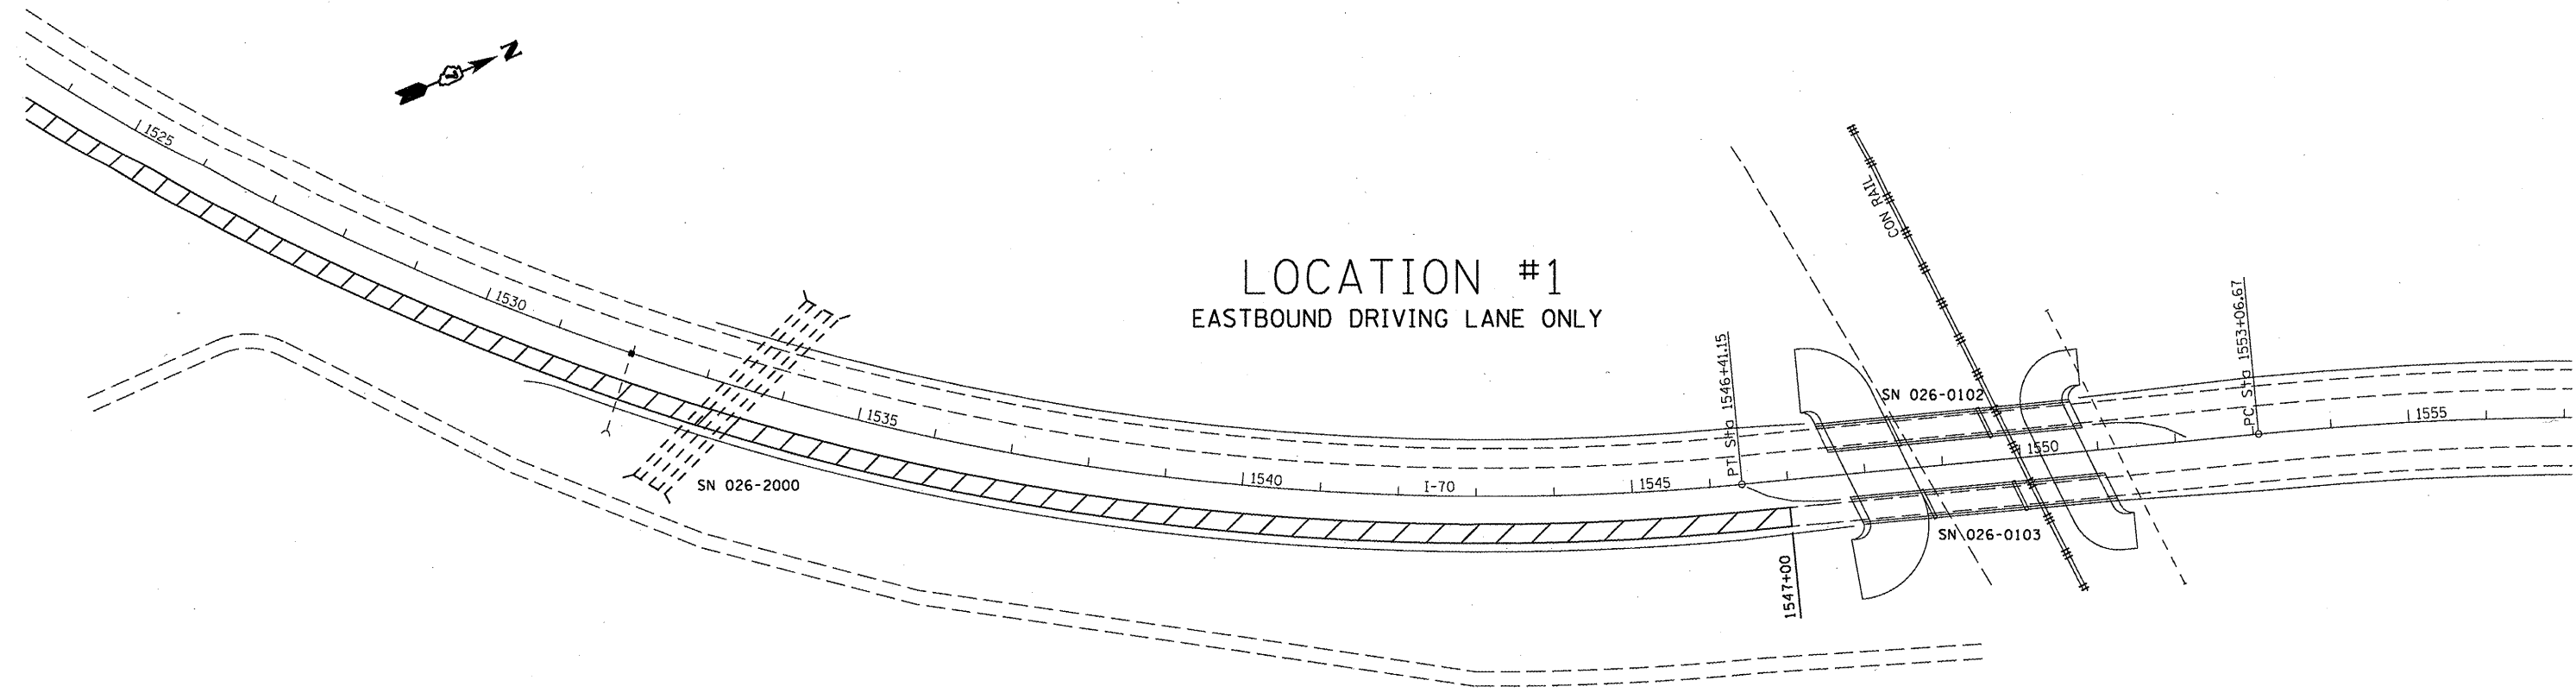 N
1525
1530
LOCATION #1
EASTBOUND DRIVING LANE ONLY
CON RAIL
PT Sta 1546+41.15
PC Sta 1553+06.67
SN 026-0102
1535
1555
1550
1540
I-70
1545
SN 026-2000
SN 026-0103
1547+00